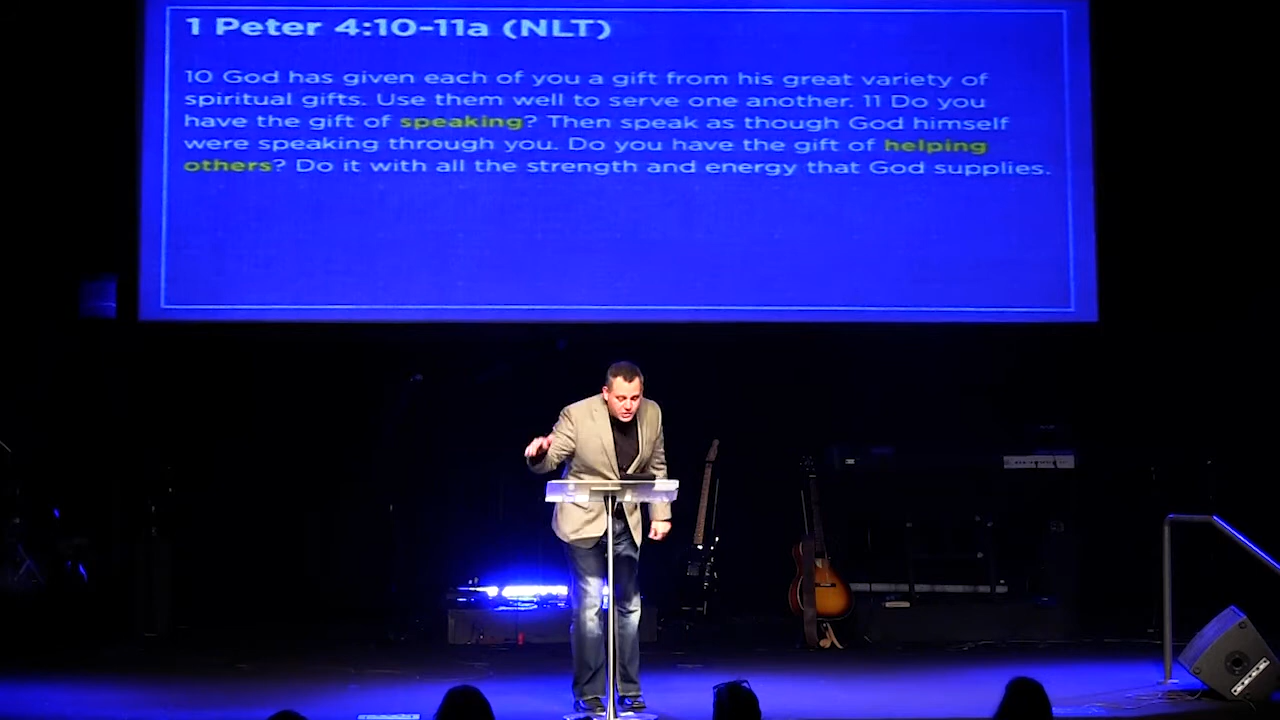 1 Peter 4:10-11a (NLT)
10 God has given each of you a gift from his great variety of
spiritual gifts. Use them well to serve one another. 11 Do you
have the gift of speaking? Then speak as though God himself
were speaking through you. Do you have the gift of helping
others? Do it with all the strength and energy that God supplies.